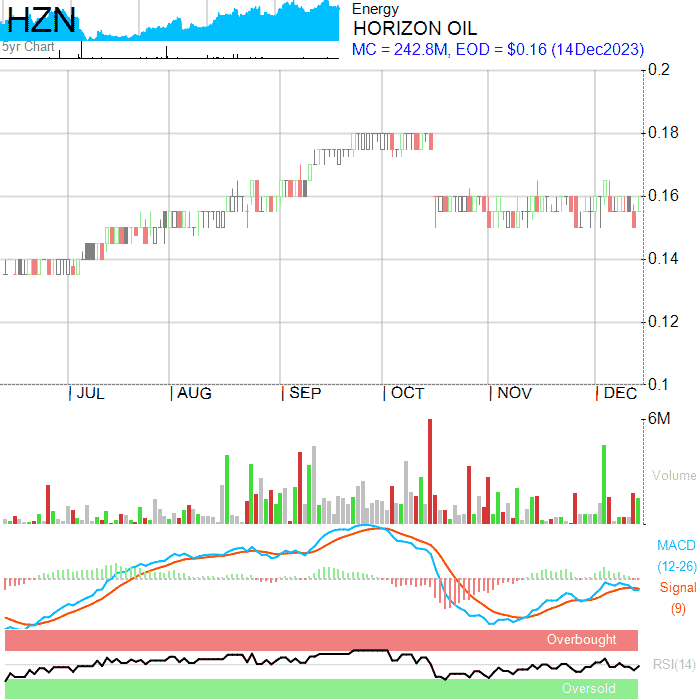 HZN
5yr Chart
Energy
HORIZON OIL
MC = 242.8M, EOD = $0.16 (14Dec2023)
0.2
0.18
0.16
0.14
0.12
0.1
JUL AUG SEP OCT NOV DEC
6M
Volume
MACD
(12-26)
Signal
(9)
Overbought
RSI(14)
Oversold